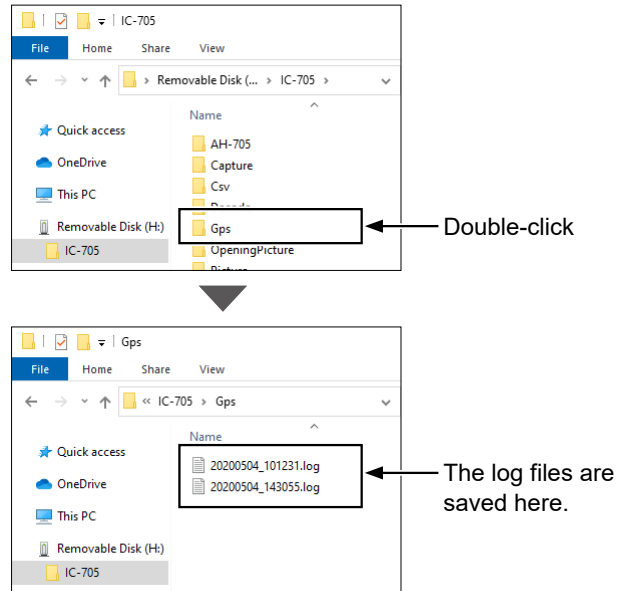 IC-705
File Home Share View
Removable Disk (... > IC-705 >
Name
Quick access
AH-705
OneDrive
Capture
Csv
This PC
Decode
Removable Disk (H:)
Gps
Double-click
IC-705
OpeningPicture
Picture
Gps
File Home Share View
« IC-705 > Gps
Name
Quick access
20200504_101231.log
OneDrive
20200504_143055.log
The log files are
saved here.
This PC
Removable Disk (H:)
IC-705